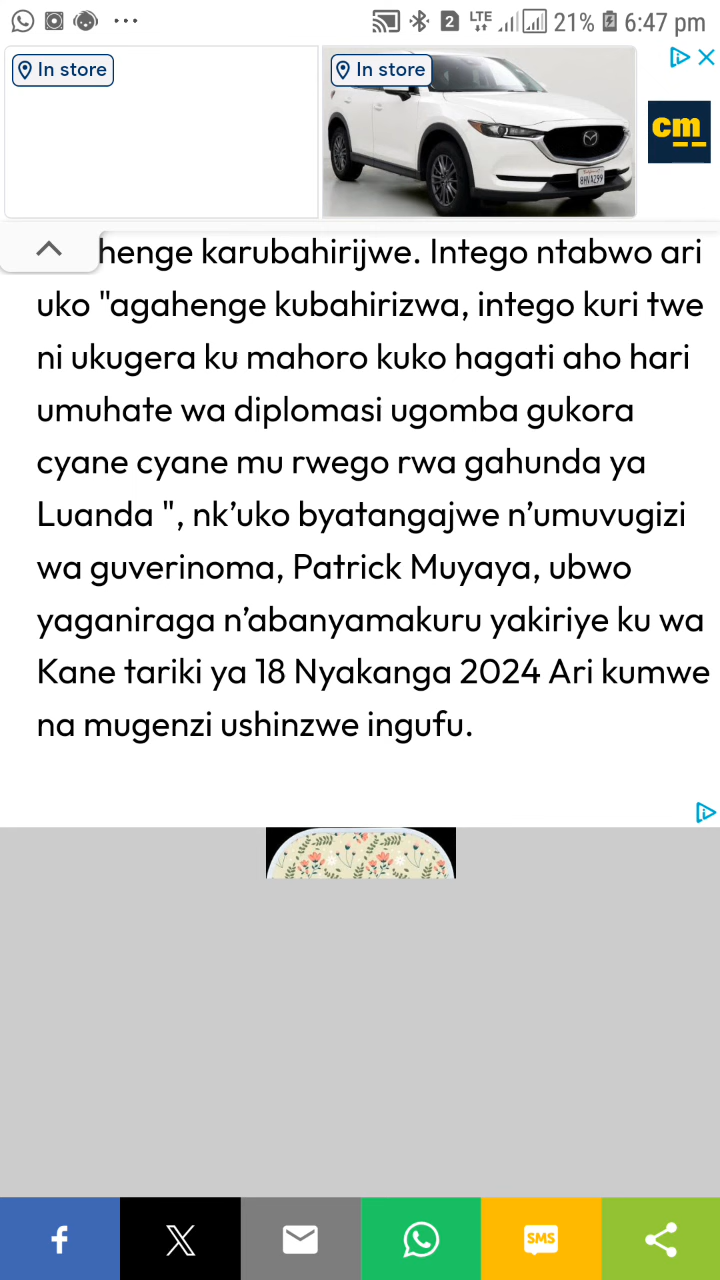 21% 6:47 pm
2 LTE
In store
In store
cm
henge karubahirijwe. Intego ntabwo ari
uko "agahenge kubahirizwa, intego kuri twe
ni ukugera ku mahoro kuko hagati aho hari
umuhate wa diplomasi ugomba gukora
cyane cyane mu rwego rwa gahunda ya
Luanda ", nk’uko byatangajwe n’umuvugizi
wa guverinoma, Patrick Muyaya, ubwo
yaganiraga n’abanyamakuru yakiriye ku wa
Kane tariki ya 18 Nyakanga 2024 Ari kumwe
na mugenzi ushinzwe ingufu.
SMS